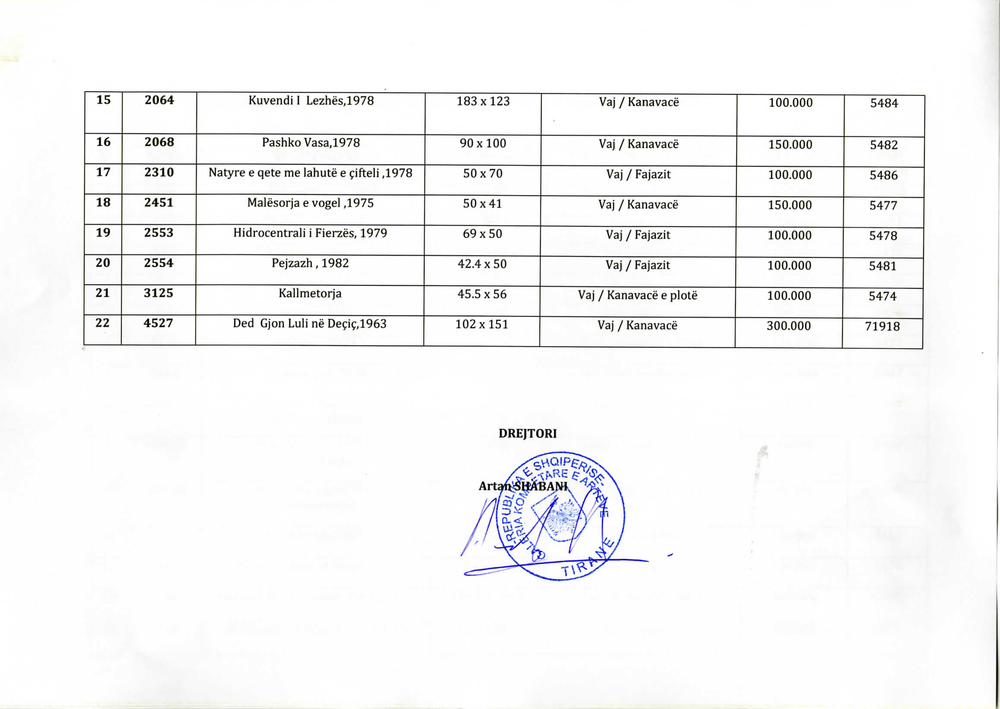 15 2064 Kuvendi I Lezhës,1978 183 x 123 Vaj / Kanavacë 100.000 5484
16 2068 Pashko Vasa,1978 90 x 100 Vaj / Kanavacë 150.000 5482
17 2310 Natyre e qete me lahutë e çifteli ,1978 50 x 70 Vaj / Fajazit 100.000 5486
18 2451 Malësorja e vogel ,1975 50 x 41 Vaj / Kanavacë 150.000 5477
19 2553 Hidrocentrali i Fierzës, 1979 69 x 50 Vaj / Fajazit 100.000 5478
20 2554 Pejzazh , 1982 42.4 x 50 Vaj / Fajazit 100.000 5481
21 3125 Kallmetorja 45.5 x 56 Vaj / Kanavacë e plotë 100.000 5474
22 4527 Ded Gjon Luli në Deçiç,1963 102 x 151 Vaj / Kanavacë 300.000 71918
DREJTORI
Artan SHABANI
-REPUBLIKA E SHQIPERISE-
GALERIA KOMBETARE E ARTEVE
TIRANE